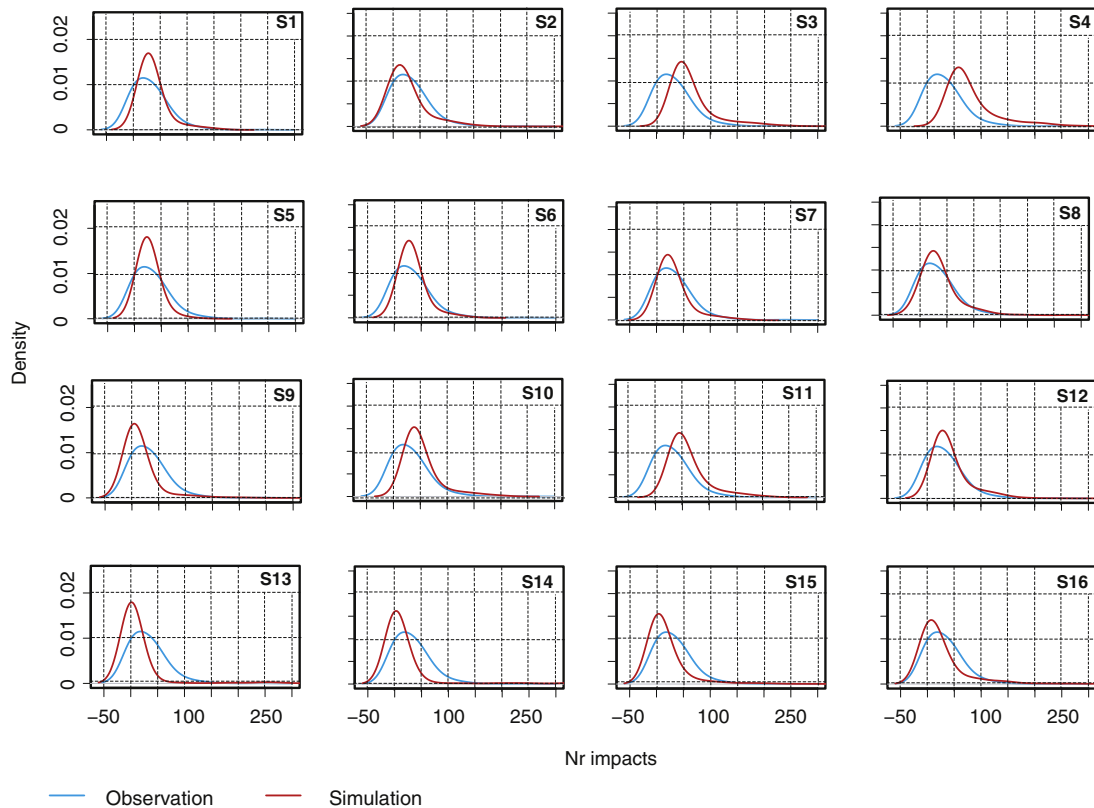 S1 S2 S3 S4
0.02
0.01
0
S5 S6 S7 S8
0.02
0.01
0
Density
S9 S10 S11 S12
0.02
0.01
0
S13 S14 S15 S16
0.02
0.01
0
−50 100 250 −50 100 250 −50 100 250 −50 100 250
Nr impacts
Observation Simulation